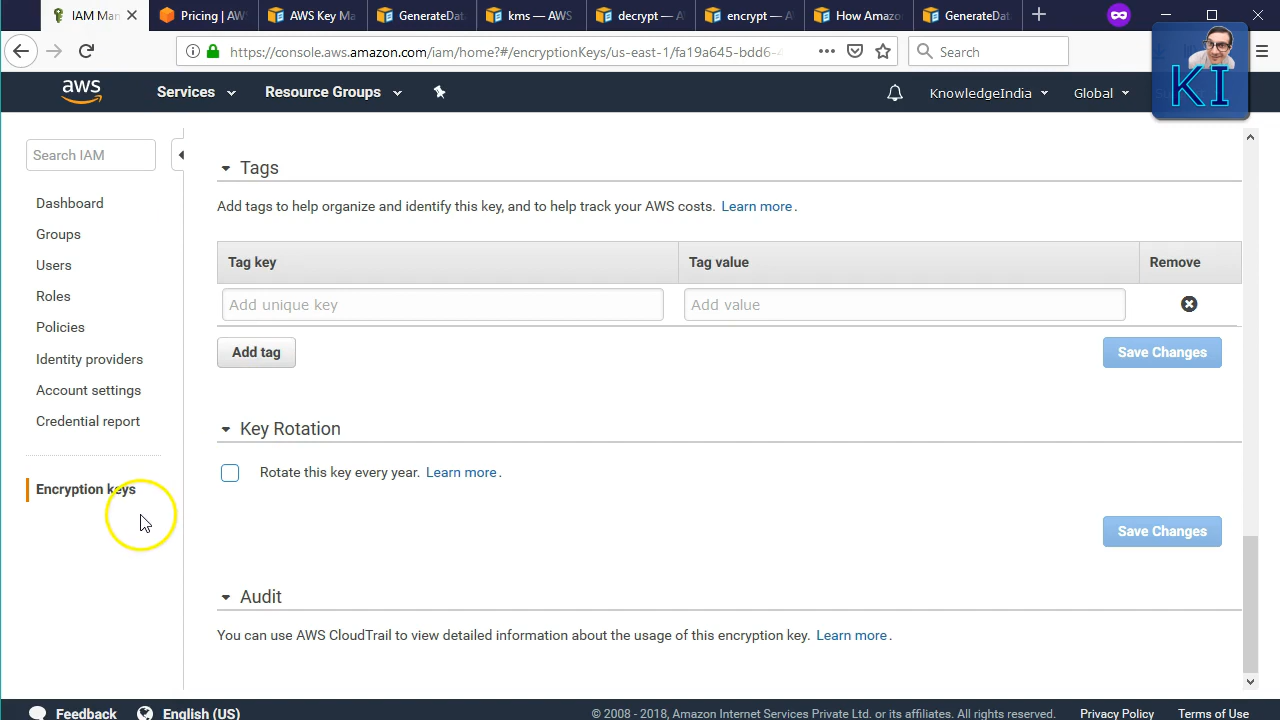 IAM Man
Pricing | AWS
AWS Key Ma
GenerateData
kms — AWS
decrypt — A
encrypt — A
How Amazo
GenerateData
https://console.aws.amazon.com/iam/home?#/encryptionKeys/us-east-1/fa19a645-bdd6-4
Search
KI
aws
Services
Resource Groups
KnowledgeIndia
Global
Search IAM
Dashboard
Groups
Users
Roles
Policies
Identity providers
Account settings
Credential report
Encryption keys
Tags
Add tags to help organize and identify this key, and to help track your AWS costs. Learn more.
Tag key
Tag value
Remove
Add unique key
Add value
Add tag
Save Changes
Key Rotation
Rotate this key every year. Learn more.
Save Changes
Audit
You can use AWS CloudTrail to view detailed information about the usage of this encryption key. Learn more.
Feedback
English (US)
© 2008 - 2018, Amazon Internet Services Private Ltd. or its affiliates. All rights reserved.
Privacy Policy
Terms of Use